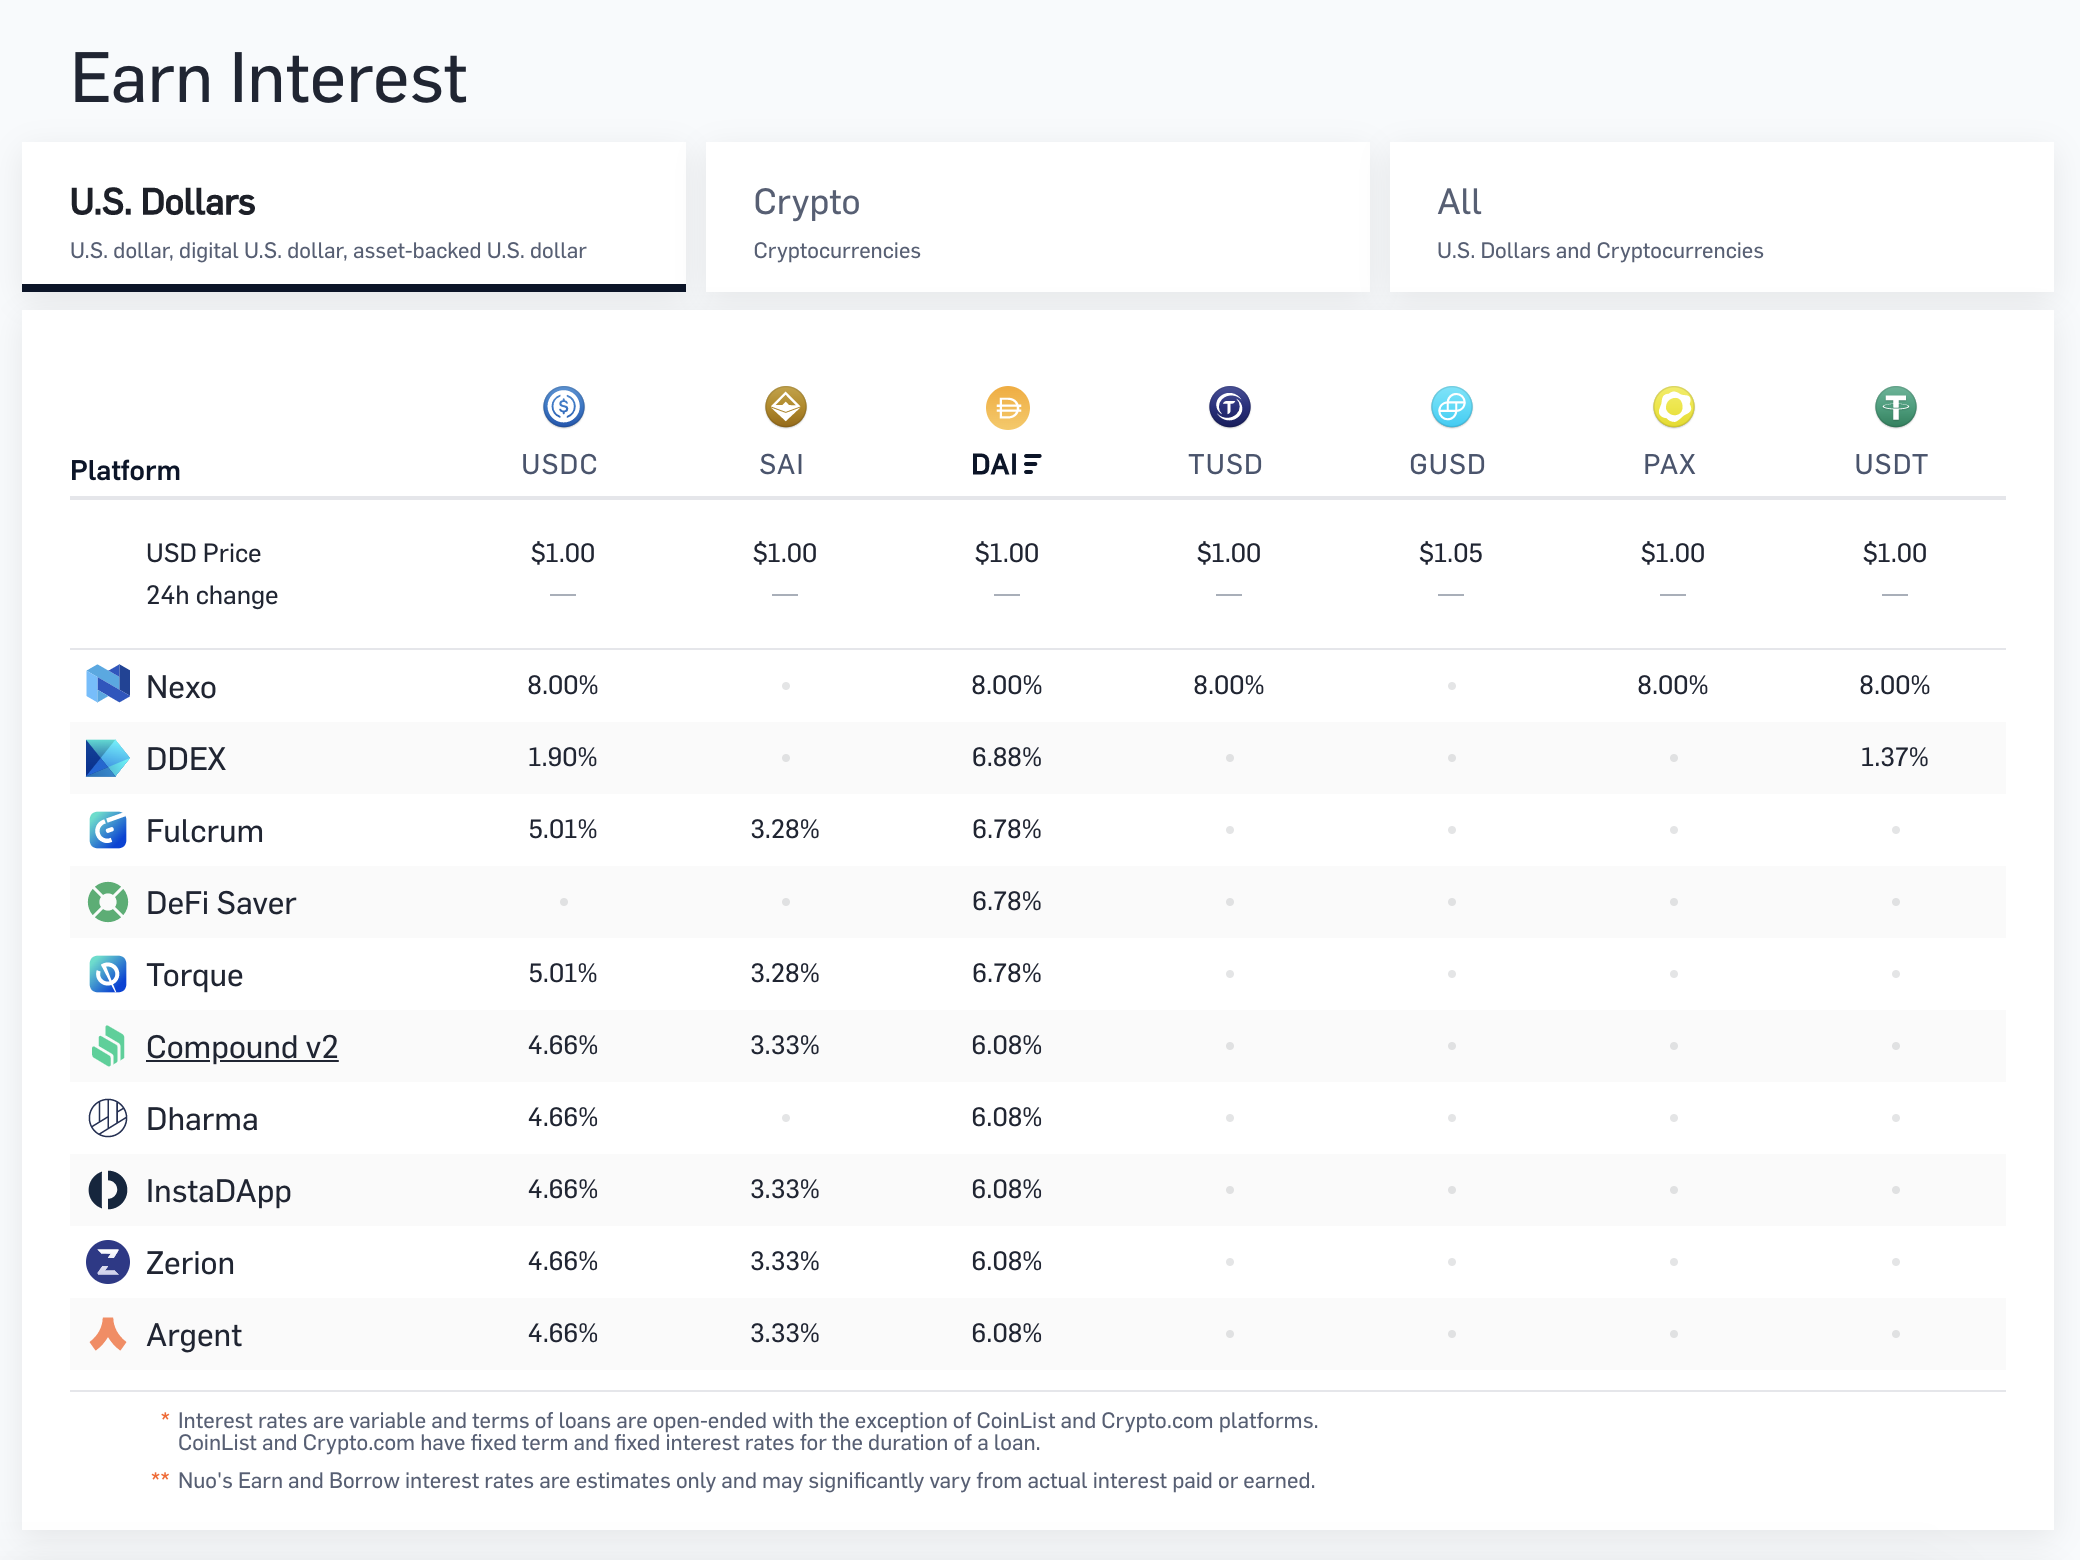 Earn Interest
U.S. Dollars
U.S. dollar, digital U.S. dollar, asset-backed U.S. dollar
Crypto
Cryptocurrencies
All
U.S. Dollars and Cryptocurrencies
Platform USDC SAI DAI TUSD GUSD PAX USDT
USD Price $1.00 $1.00 $1.00 $1.00 $1.05 $1.00 $1.00
24h change — — — — — — —
Nexo 8.00% • 8.00% 8.00% • 8.00% 8.00%
DDEX 1.90% • 6.88% • • • 1.37%
Fulcrum 5.01% 3.28% 6.78% • • • •
DeFi Saver • • 6.78% • • • •
Torque 5.01% 3.28% 6.78% • • • •
Compound v2 4.66% 3.33% 6.08% • • • •
Dharma 4.66% • 6.08% • • • •
InstaDApp 4.66% 3.33% 6.08% • • • •
Zerion 4.66% 3.33% 6.08% • • • •
Argent 4.66% 3.33% 6.08% • • • •
* Interest rates are variable and terms of loans are open-ended with the exception of CoinList and Crypto.com platforms.
CoinList and Crypto.com have fixed term and fixed interest rates for the duration of a loan.
** Nuo's Earn and Borrow interest rates are estimates only and may significantly vary from actual interest paid or earned.